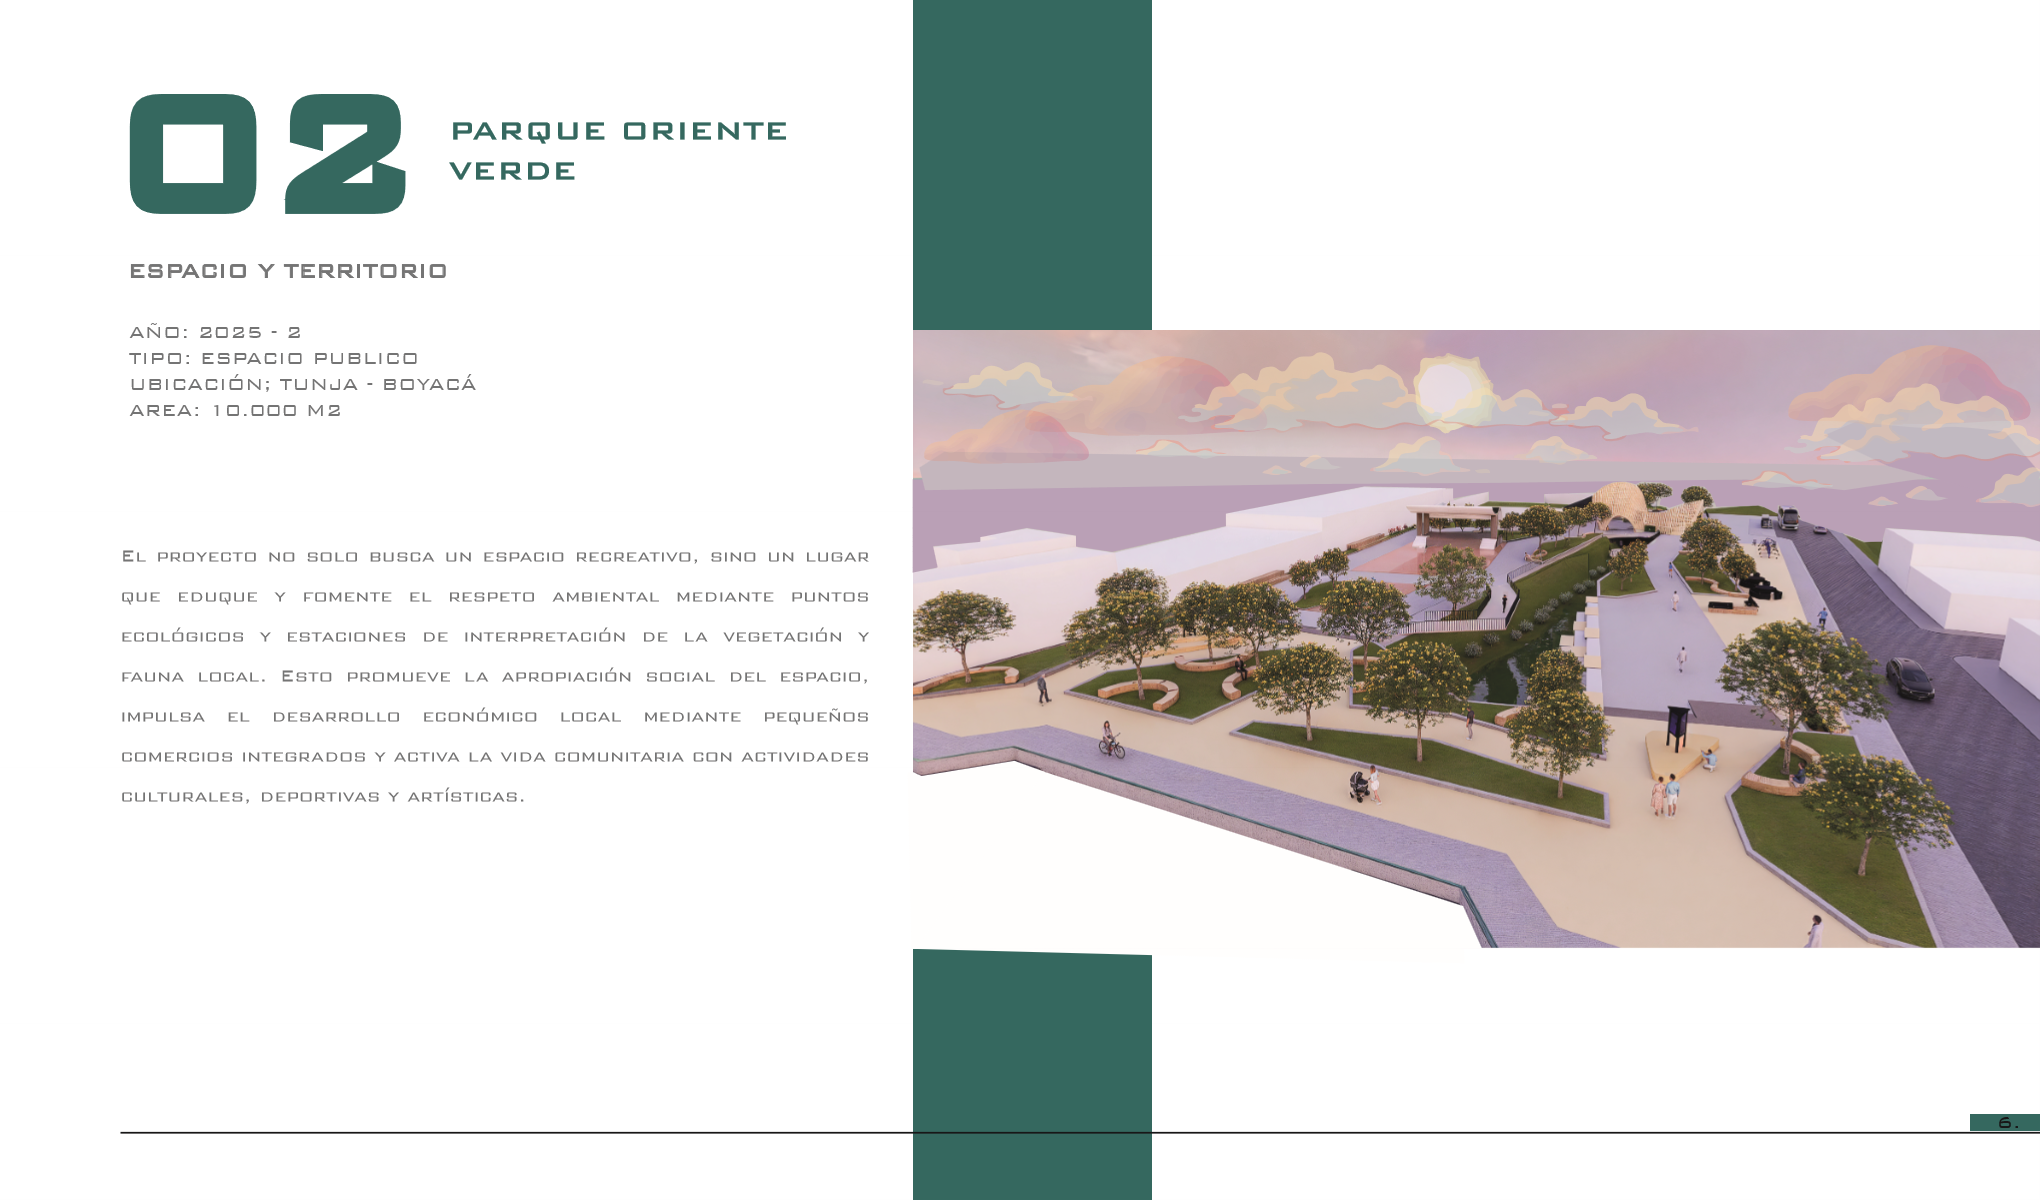 02
PARQUE ORIENTE
VERDE
ESPACIO Y TERRITORIO
AÑO: 2025 - 2
TIPO: ESPACIO PUBLICO
UBICACIÓN; TUNJA - BOYACÁ
AREA: 10.000 M2
El proyecto no solo busca un espacio recreativo, sino un lugar
que eduque y fomente el respeto ambiental mediante puntos
ecológicos y estaciones de interpretación de la vegetación y
fauna local. Esto promueve la apropiación social del espacio,
impulsa el desarrollo económico local mediante pequeños
comercios integrados y activa la vida comunitaria con actividades
culturales, deportivas y artísticas.
6.